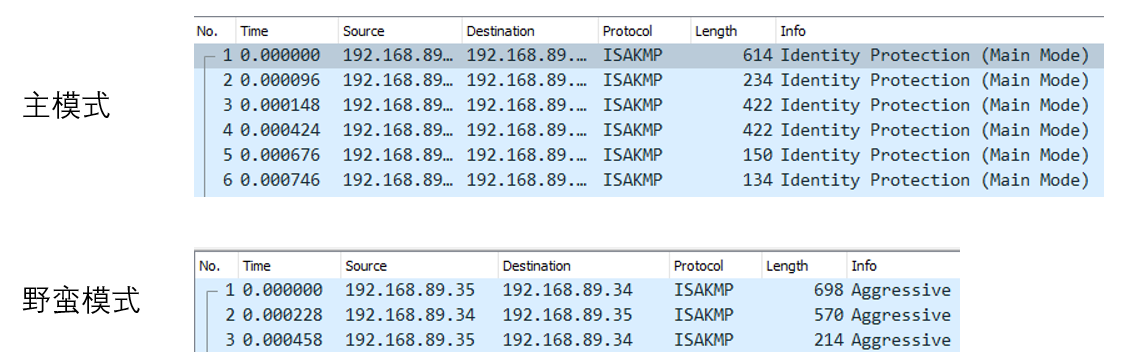 主模式
No. Time Source Destination Protocol Length Info
1 0.000000 192.168.89… 192.168.89.… ISAKMP 614 Identity Protection (Main Mode)
2 0.000096 192.168.89… 192.168.89.… ISAKMP 234 Identity Protection (Main Mode)
3 0.000148 192.168.89… 192.168.89.… ISAKMP 422 Identity Protection (Main Mode)
4 0.000424 192.168.89… 192.168.89.… ISAKMP 422 Identity Protection (Main Mode)
5 0.000676 192.168.89… 192.168.89.… ISAKMP 150 Identity Protection (Main Mode)
6 0.000746 192.168.89… 192.168.89.… ISAKMP 134 Identity Protection (Main Mode)
野蛮模式
No. Time Source Destination Protocol Length Info
1 0.000000 192.168.89.35 192.168.89.34 ISAKMP 698 Aggressive
2 0.000228 192.168.89.34 192.168.89.35 ISAKMP 570 Aggressive
3 0.000458 192.168.89.35 192.168.89.34 ISAKMP 214 Aggressive